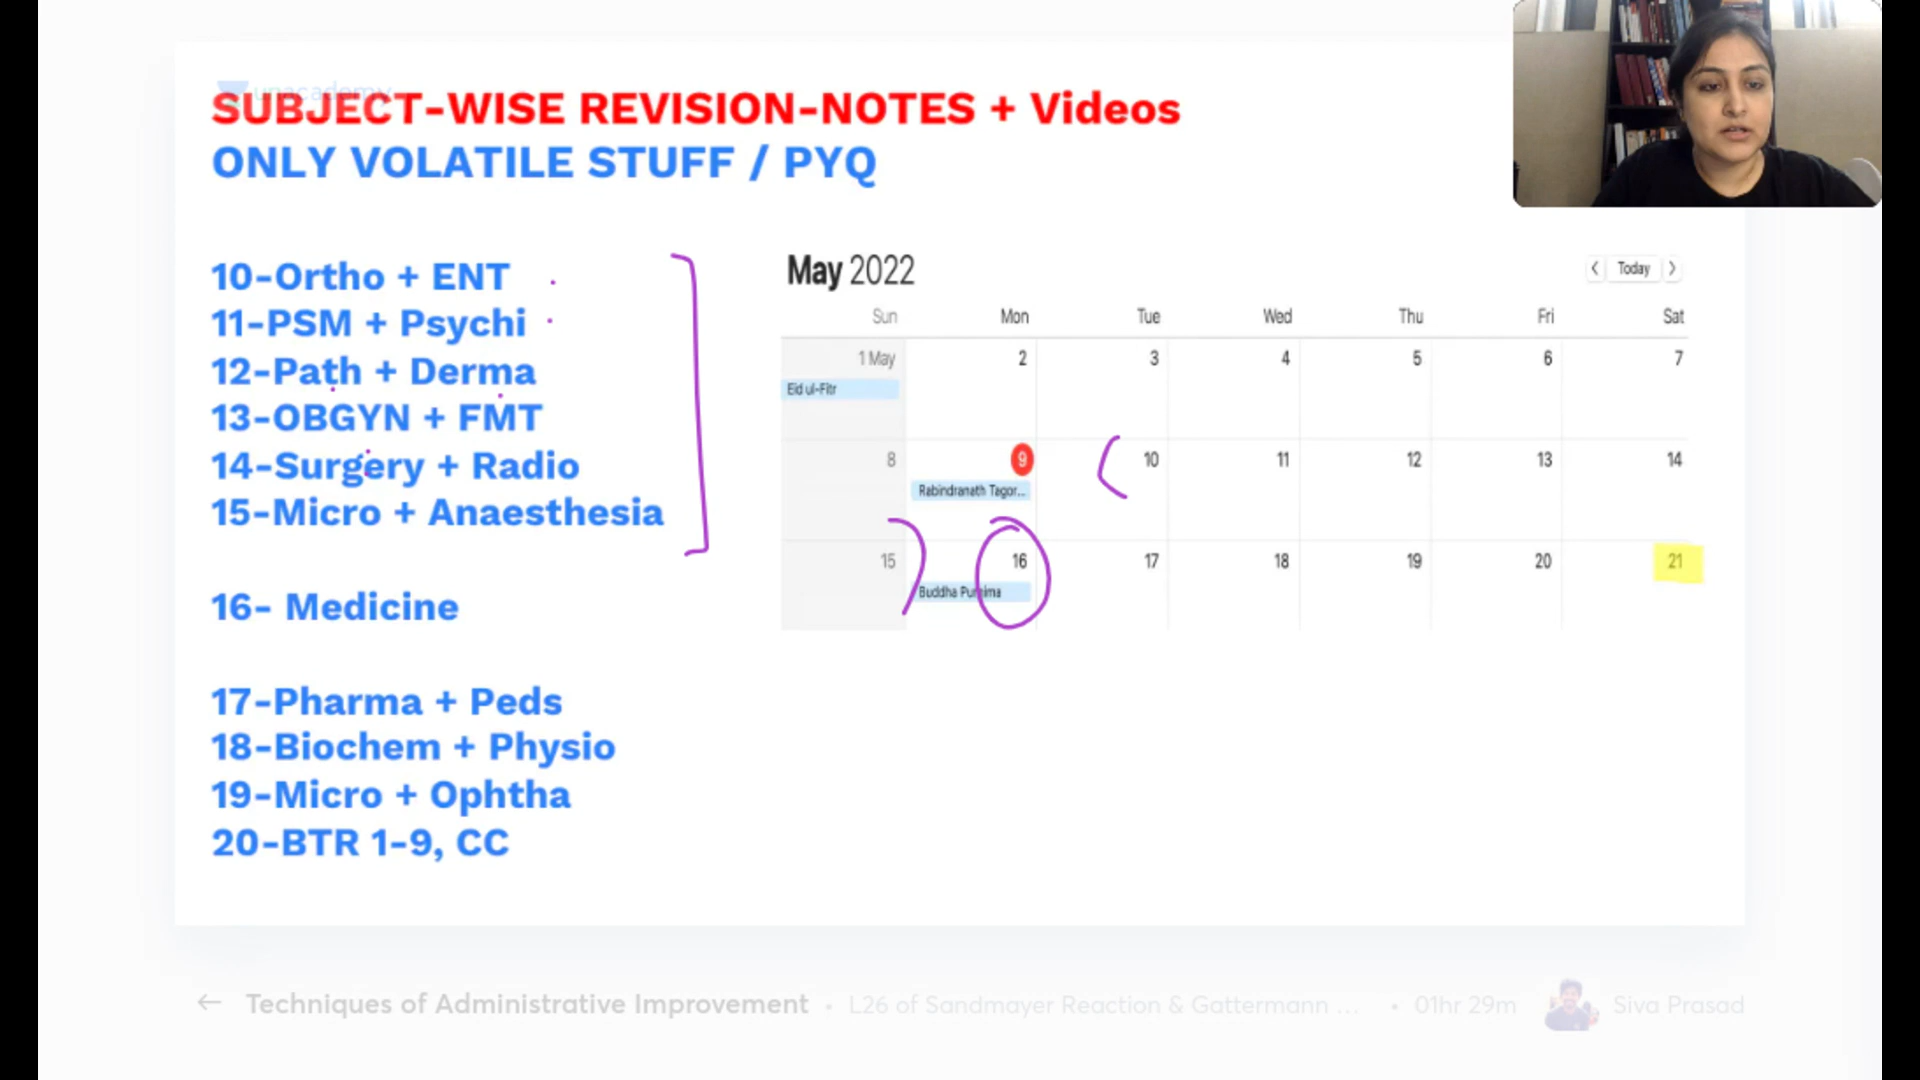 unacademy
SUBJECT-WISE REVISION-NOTES + Videos
ONLY VOLATILE STUFF / PYQ
10-Ortho + ENT
11-PSM + Psychi
12-Path + Derma
13-OBGYN + FMT
14-Surgery + Radio
15-Micro + Anaesthesia
16- Medicine
17-Pharma + Peds
18-Biochem + Physio
19-Micro + Ophtha
20-BTR 1-9, CC
May 2022
< Today >
Sun Mon Tue Wed Thu Fri Sat
1 May 2 3 4 5 6 7
Eid ul-Fitr
8 9 10 11 12 13 14
Rabindranath Tagor...
15 16 17 18 19 20 21
Buddha Purnima
← Techniques of Administrative Improvement • L26 of Sandmayer Reaction & Gattermann ... • 01hr 29m Siva Prasad